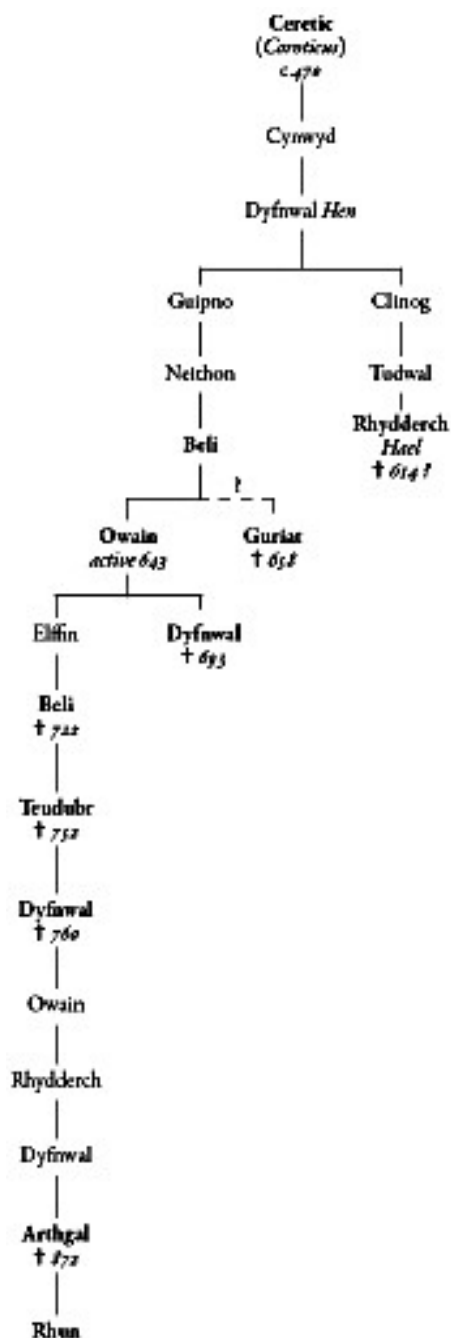 Ceretic
(Coroticus)
c.470
Cynwyd
Dyfnwal Hen
Guipno Clinog
Neithon Tudwal
Rhydderch
Hael
† 614 ?
Beli
?
Owain Guriat
active 643 † 658
Elffin Dyfnwal
† 693
Beli
† 722
Teudubr
† 752
Dyfnwal
† 760
Owain
Rhydderch
Dyfnwal
Arthgal
† 872
Rhun